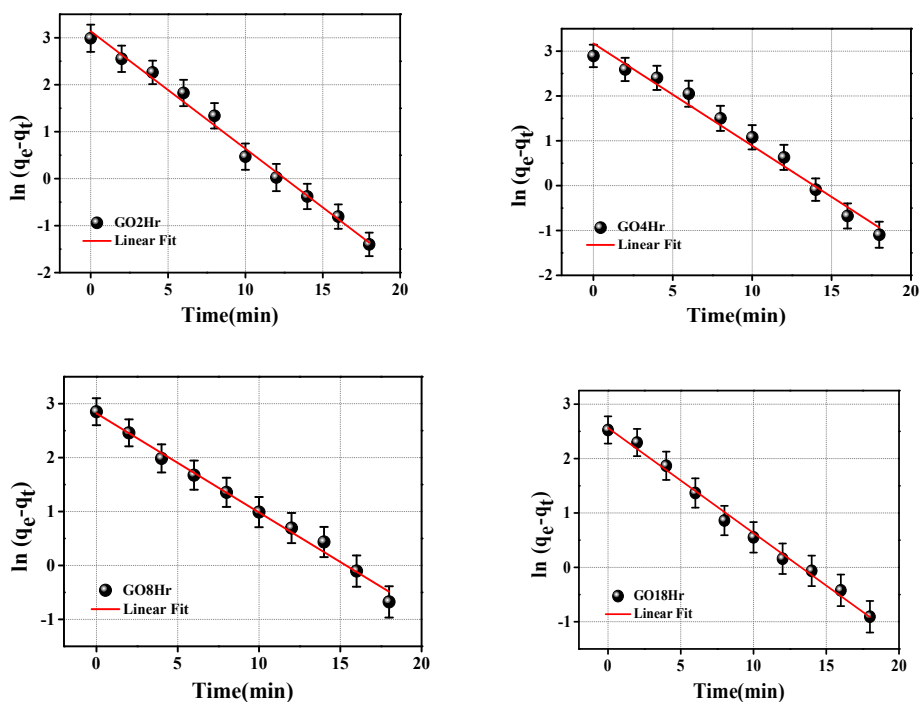 3
2
1
0
-1
-2
ln (qe-qt)
GO2Hr
Linear Fit
0 5 10 15 20
Time(min)
3
2
1
0
-1
-2
ln (qe-qt)
GO4Hr
Linear Fit
0 5 10 15 20
Time(min)
3
2
1
0
-1
ln (qe-qt)
GO8Hr
Linear Fit
0 5 10 15 20
Time(min)
3
2
1
0
-1
ln (qe-qt)
GO18Hr
Linear Fit
0 5 10 15 20
Time(min)